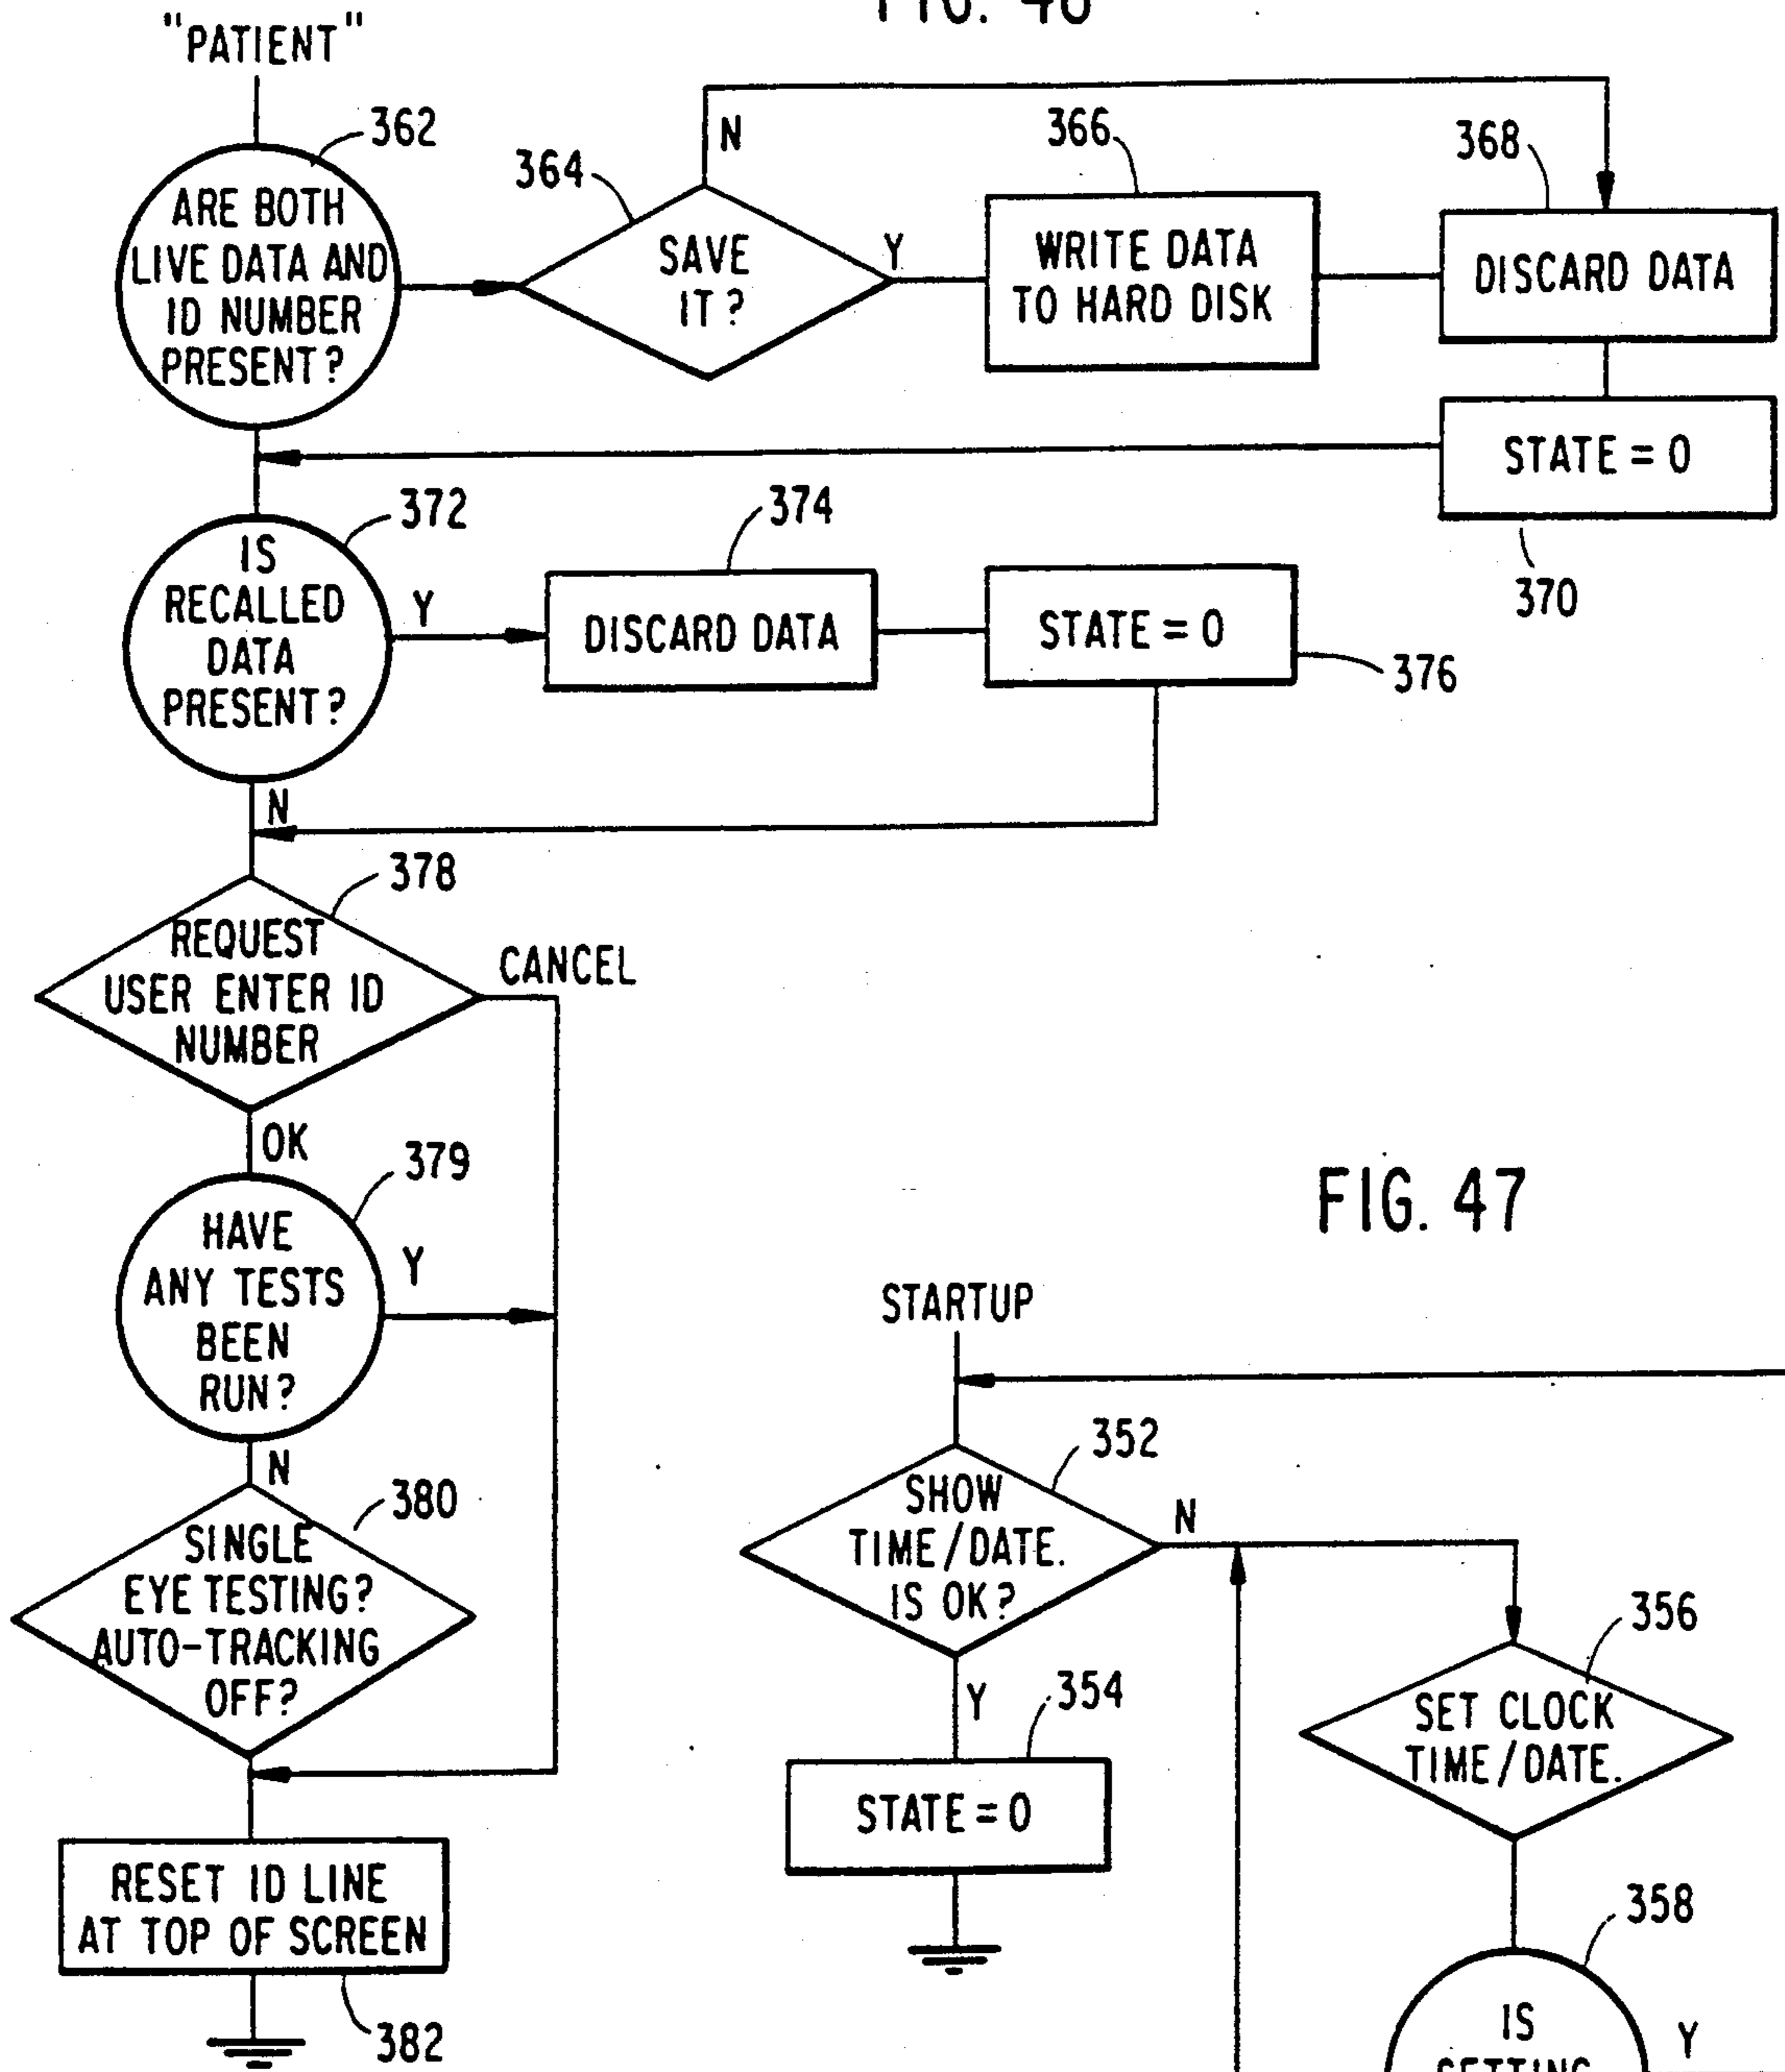 FIG. 48
"PATIENT"
362
ARE BOTH
LIVE DATA AND
ID NUMBER
PRESENT?
364
SAVE
IT?
N
Y
366
WRITE DATA
TO HARD DISK
368
DISCARD DATA
STATE = 0
370
372
IS
RECALLED
DATA
PRESENT?
Y
374
DISCARD DATA
STATE = 0
376
N
378
REQUEST
USER ENTER ID
NUMBER
CANCEL
OK
379
HAVE
ANY TESTS
BEEN
RUN?
Y
N
380
SINGLE
EYE TESTING?
AUTO-TRACKING
OFF?
RESET ID LINE
AT TOP OF SCREEN
382
FIG. 47
STARTUP
352
SHOW
TIME/DATE.
IS OK?
N
Y
354
STATE = 0
356
SET CLOCK
TIME/DATE.
358
IS
SETTING
Y